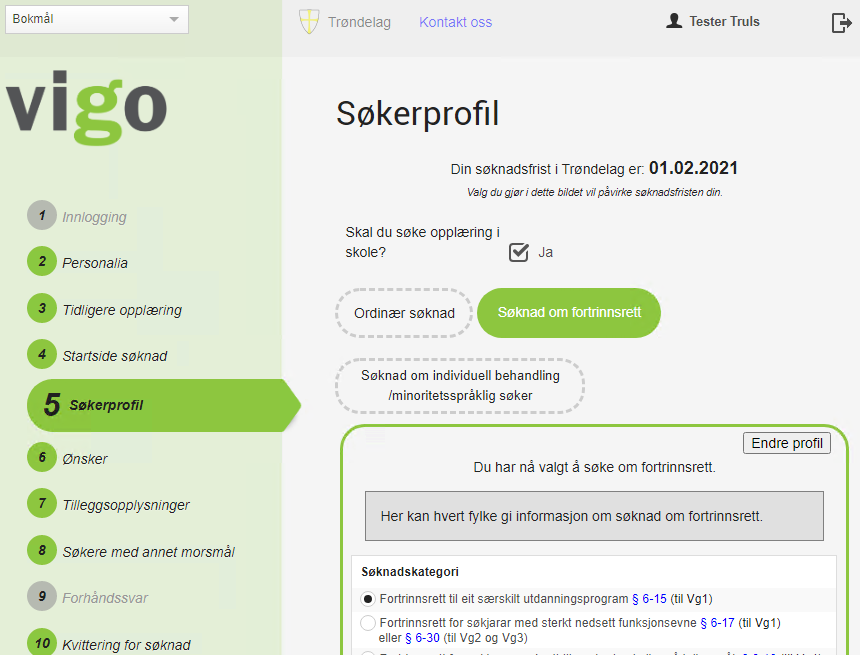 Bokmål
Trøndelag
Kontakt oss
Tester Truls
vigo
1 Innlogging
2 Personalia
3 Tidligere opplæring
4 Startside søknad
5 Søkerprofil
6 Ønsker
7 Tilleggsopplysninger
8 Søkere med annet morsmål
9 Forhåndssvar
10 Kvittering for søknad
Søkerprofil
Din søknadsfrist i Trøndelag er: 01.02.2021
Valg du gjør i dette bildet vil påvirke søknadsfristen din.
Skal du søke opplæring i
skole?
Ja
Ordinær søknad
Søknad om fortrinnsrett
Søknad om individuell behandling
/minoritetsspråklig søker
Endre profil
Du har nå valgt å søke om fortrinnsrett.
Her kan hvert fylke gi informasjon om søknad om fortrinnsrett.
Søknadskategori
Fortrinnsrett til eit særskilt utdanningsprogram § 6-15 (til Vg1)
Fortrinnsrett for søkjarar med sterkt nedsett funksjonsevne § 6-17 (til Vg1)
eller § 6-30 (til Vg2 og Vg3)